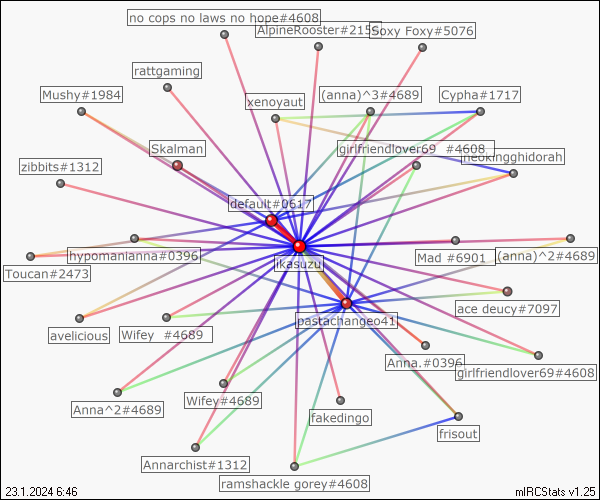 no cops no laws no hope#4608
AlpineRooster#215
Soxy Foxy#5076
rattgaming
Mushy#1984
xenoyaut
(anna)^3#4689
Cypha#1717
Skalman
girlfriendlover69 #4608
neokingghidorah
zibbits#1312
default#0617
hypomanianna#0396
ikasuzu
Mad #6901
(anna)^2#4689
Toucan#2473
ace deucy#7097
pastachangeo41
avelicious
Wifey #4689
Anna.#0396
girlfriendlover69#4608
Anna^2#4689
Wifey#4689
fakedingo
frisout
Annarchist#1312
ramshackle gorey#4608
23.1.2024 6:46
mIRCStats v1.25